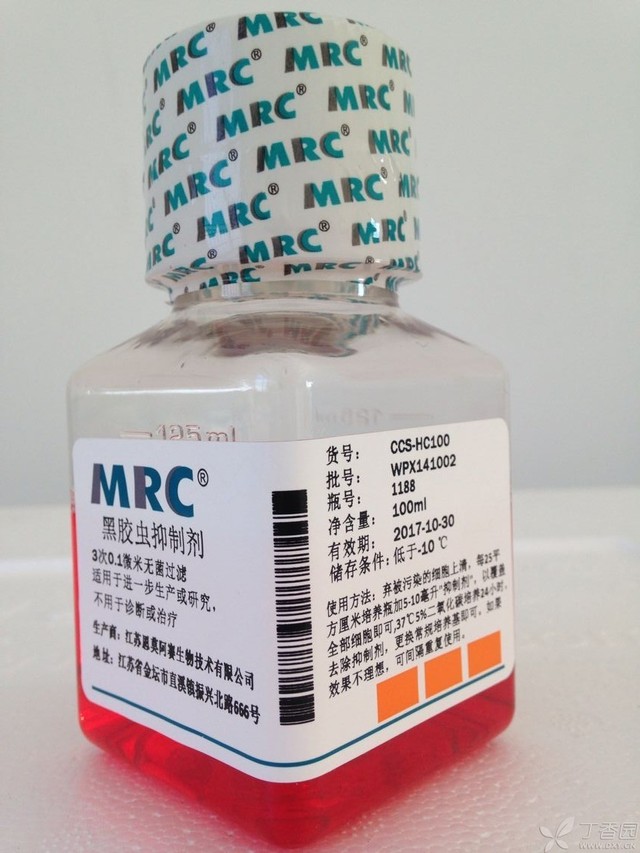 MRC®
125ml
MRC®
黑胶虫抑制剂
3次0.1微米无菌过滤
适用于进一步生产或研究，
不用于诊断或治疗
生产商：江苏恩莫阿赛生物技术有限公司
地址：江苏省金坛市直溪镇振兴北路666号
货号： CCS-HC100
批号： WPX141002
瓶号： 1188
净含量： 100ml
有效期： 2017-10-30
储存条件：低于-10 ℃
使用方法：弃被污染的细胞上清，每25平
方厘米培养瓶加5-10毫升“抑制剂”，以覆盖
全部细胞即可,37℃5%二氧化碳培养24小时，
去除抑制剂，更换常规培养基即可。如果
效果不理想，可间隔重复使用。
丁香园
WWW.DXY.CN